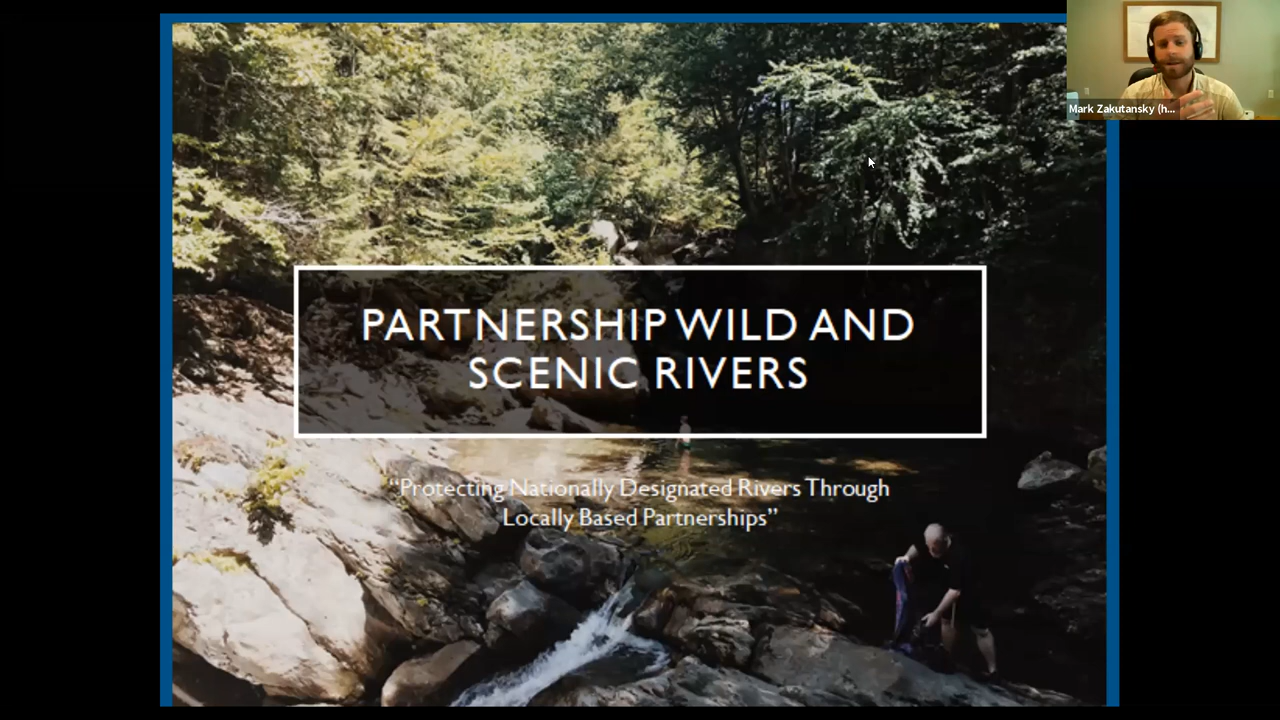 Mark Zakutansky (h...
PARTNERSHIP WILD AND
SCENIC RIVERS
“Protecting Nationally Designated Rivers Through
Locally Based Partnerships”